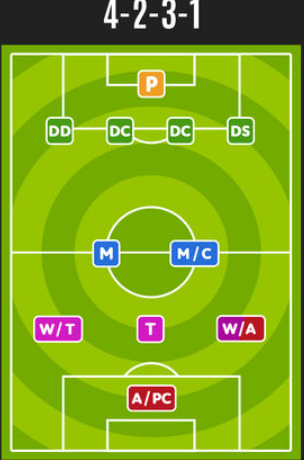 4-2-3-1
P
DD DC DC DS
M M/C
W/T T W/A
A/PC